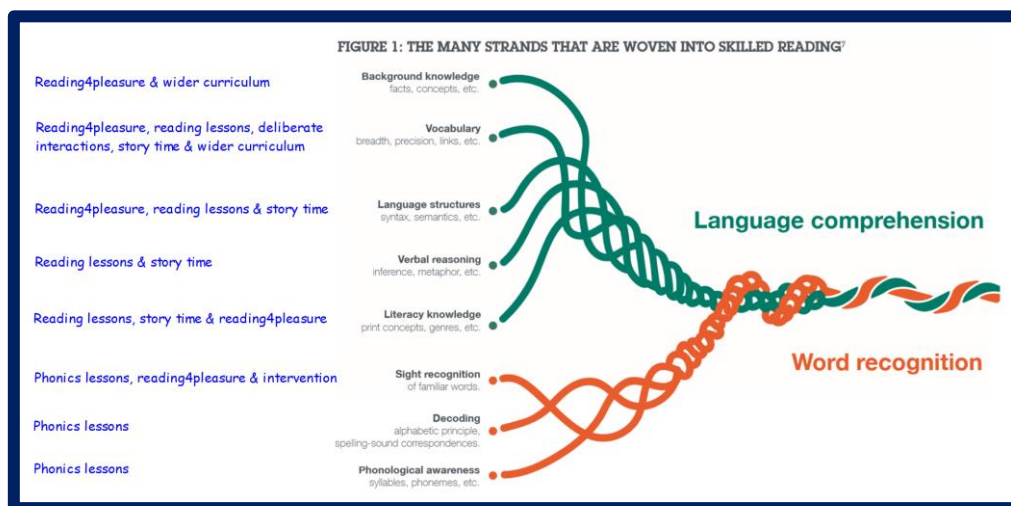 FIGURE 1: THE MANY STRANDS THAT ARE WOVEN INTO SKILLED READING⁷
Reading4pleasure & wider curriculum
Background knowledge
facts, concepts, etc.
Reading4pleasure, reading lessons, deliberate
interactions, story time & wider curriculum
Vocabulary
breadth, precision, links, etc.
Reading4pleasure, reading lessons & story time
Language structures
syntax, semantics, etc.
Reading lessons & story time
Verbal reasoning
inference, metaphor, etc.
Reading lessons, story time & reading4pleasure
Literacy knowledge
print concepts, genres, etc.
Phonics lessons, reading4pleasure & intervention
Sight recognition
of familiar words.
Phonics lessons
Decoding
alphabetic principle,
spelling-sound correspondences.
Phonics lessons
Phonological awareness
syllables, phonemes, etc.
Language comprehension
Word recognition